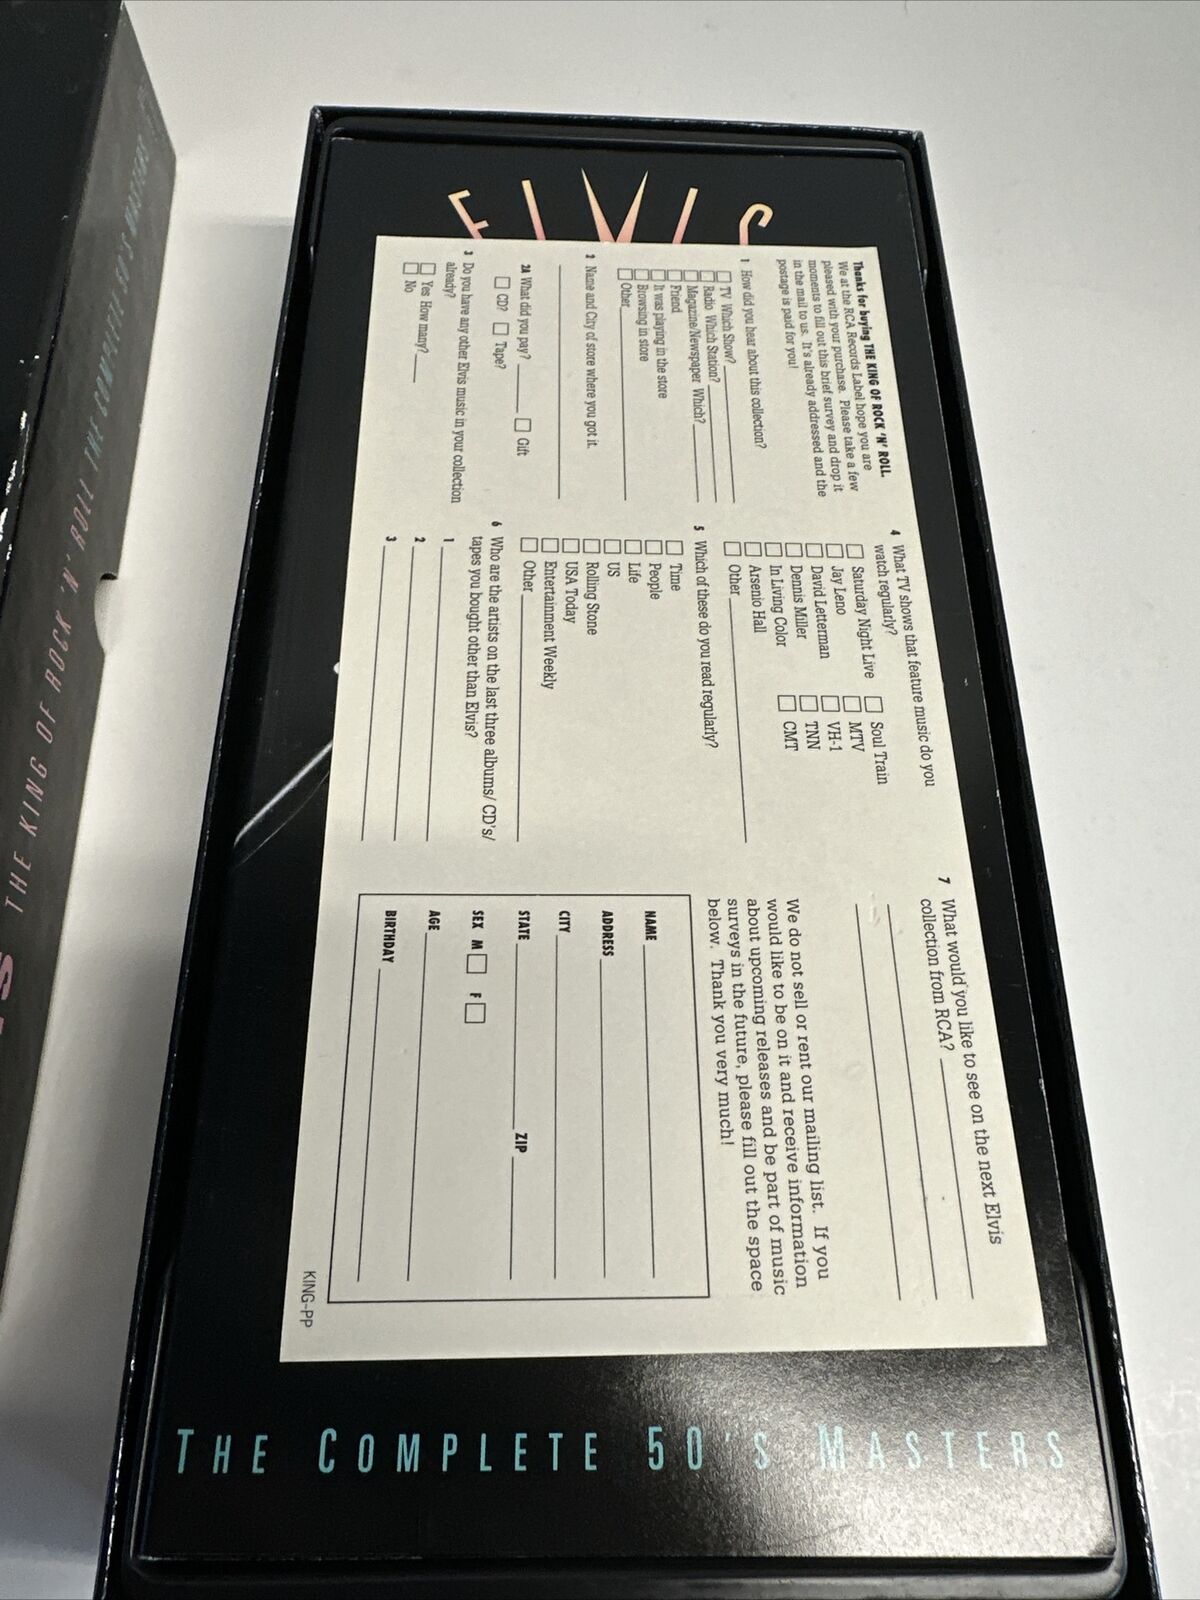 ELVIS
Thanks for buying THE KING OF ROCK 'N' ROLL.
We at the RCA Records Label hope you are
pleased with your purchase. Please take a few
moments to fill out this brief survey and drop it
in the mail to us. It's already addressed and the
postage is paid for you!
1 How did you hear about this collection?
TV Which Show?
Radio Which Station?
Magazine/Newspaper Which?
Friend
It was playing in the store
Browsing in store
Other
2 Name and City of store where you got it.
2A What did you pay? Gift
CD? Tape?
3 Do you have any other Elvis music in your collection
already?
Yes How many?
No
4 What TV shows that feature music do you
watch regularly?
Saturday Night Live Soul Train
Jay Leno MTV
David Letterman VH-1
Dennis Miller TNN
In Living Color CMT
Arsenio Hall
Other
5 Which of these do you read regularly?
Time
People
Life
US
Rolling Stone
USA Today
Entertainment Weekly
Other
6 Who are the artists on the last three albums/ CD's/
tapes you bought other than Elvis?
1
2
3
7 What would you like to see on the next Elvis
collection from RCA?
We do not sell or rent our mailing list. If you
would like to be on it and receive information
about upcoming releases and be part of music
surveys in the future, please fill out the space
below. Thank you very much!
NAME
ADDRESS
CITY
STATE ZIP
SEX M F
AGE
BIRTHDAY
KING-PP
THE COMPLETE 50'S MASTERS
THE KING OF ROCK 'N' ROLL THE COMPLETE 50'S MASTERS